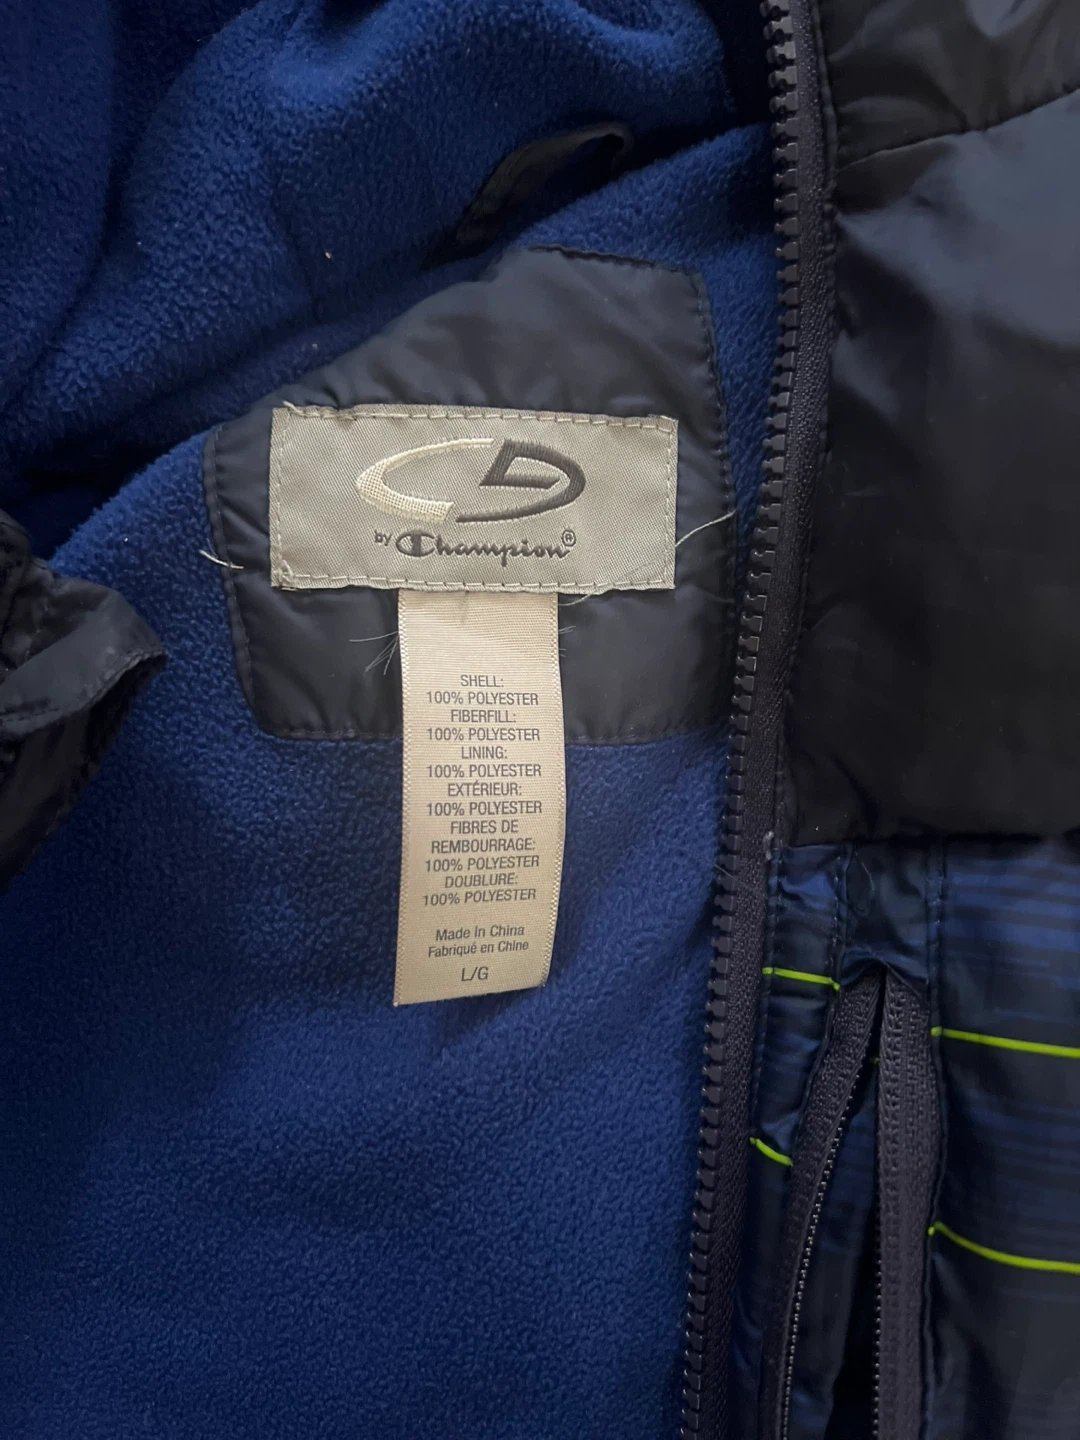 C9
by Champion®
SHELL:
100% POLYESTER
FIBERFILL:
100% POLYESTER
LINING:
100% POLYESTER
EXTÉRIEUR:
100% POLYESTER
FIBRES DE
REMBOURRAGE:
100% POLYESTER
DOUBLURE:
100% POLYESTER
Made in China
Fabriqué en Chine
L/G